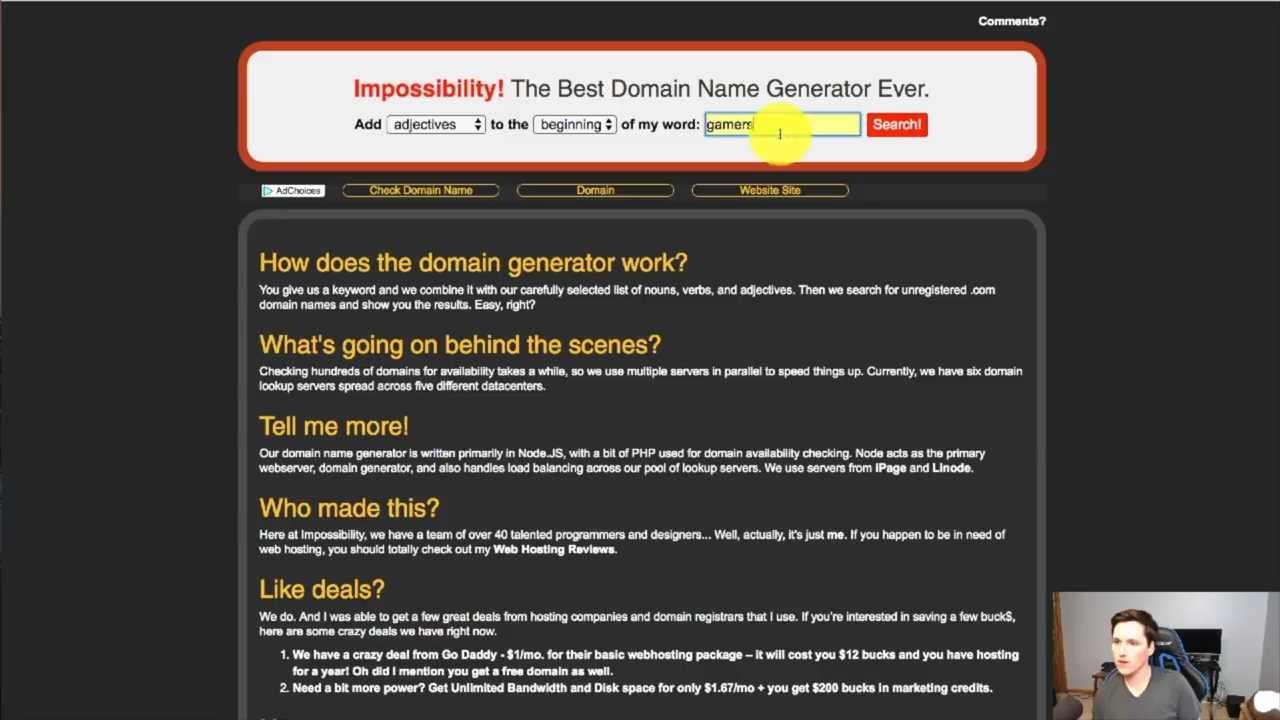 Comments?
Impossibility! The Best Domain Name Generator Ever.
Add adjectives to the beginning of my word: gamers Search!
AdChoices Check Domain Name Domain Website Site
How does the domain generator work?
You give us a keyword and we combine it with our carefully selected list of nouns, verbs, and adjectives. Then we search for unregistered .com
domain names and show you the results. Easy, right?
What's going on behind the scenes?
Checking hundreds of domains for availability takes a while, so we use multiple servers in parallel to speed things up. Currently, we have six domain
lookup servers spread across five different datacenters.
Tell me more!
Our domain name generator is written primarily in Node.JS, with a bit of PHP used for domain availability checking. Node acts as the primary
webserver, domain generator, and also handles load balancing across our pool of lookup servers. We use servers from iPage and Linode.
Who made this?
Here at Impossibility, we have a team of over 40 talented programmers and designers... Well, actually, it's just me. If you happen to be in need of
web hosting, you should totally check out my Web Hosting Reviews.
Like deals?
We do. And I was able to get a few great deals from hosting companies and domain registrars that I use. If you're interested in saving a few buck$,
here are some crazy deals we have right now.
1. We have a crazy deal from Go Daddy - $1/mo. for their basic webhosting package – it will cost you $12 bucks and you have hosting
for a year! Oh did I mention you get a free domain as well.
2. Need a bit more power? Get Unlimited Bandwidth and Disk space for only $1.67/mo + you get $200 bucks in marketing credits.